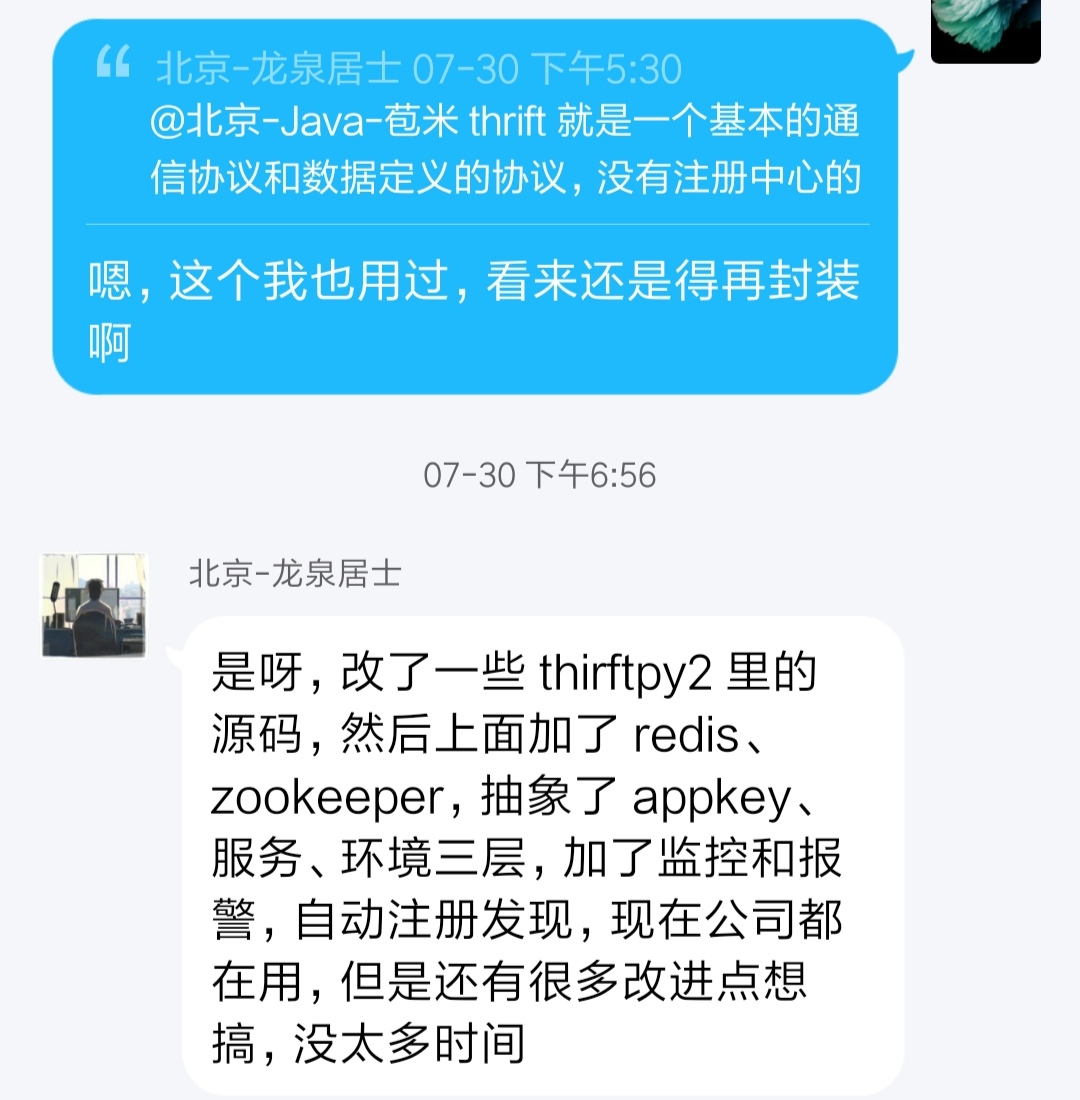 “ 北京-龙泉居士 07-30 下午5:30
@北京-Java-苞米 thrift 就是一个基本的通
信协议和数据定义的协议，没有注册中心的
嗯，这个我也用过，看来还是得再封装
啊
07-30 下午6:56
北京-龙泉居士
是呀，改了一些 thirftpy2 里的
源码，然后上面加了 redis、
zookeeper，抽象了 appkey、
服务、环境三层，加了监控和报
警，自动注册发现，现在公司都
在用，但是还有很多改进点想
搞，没太多时间